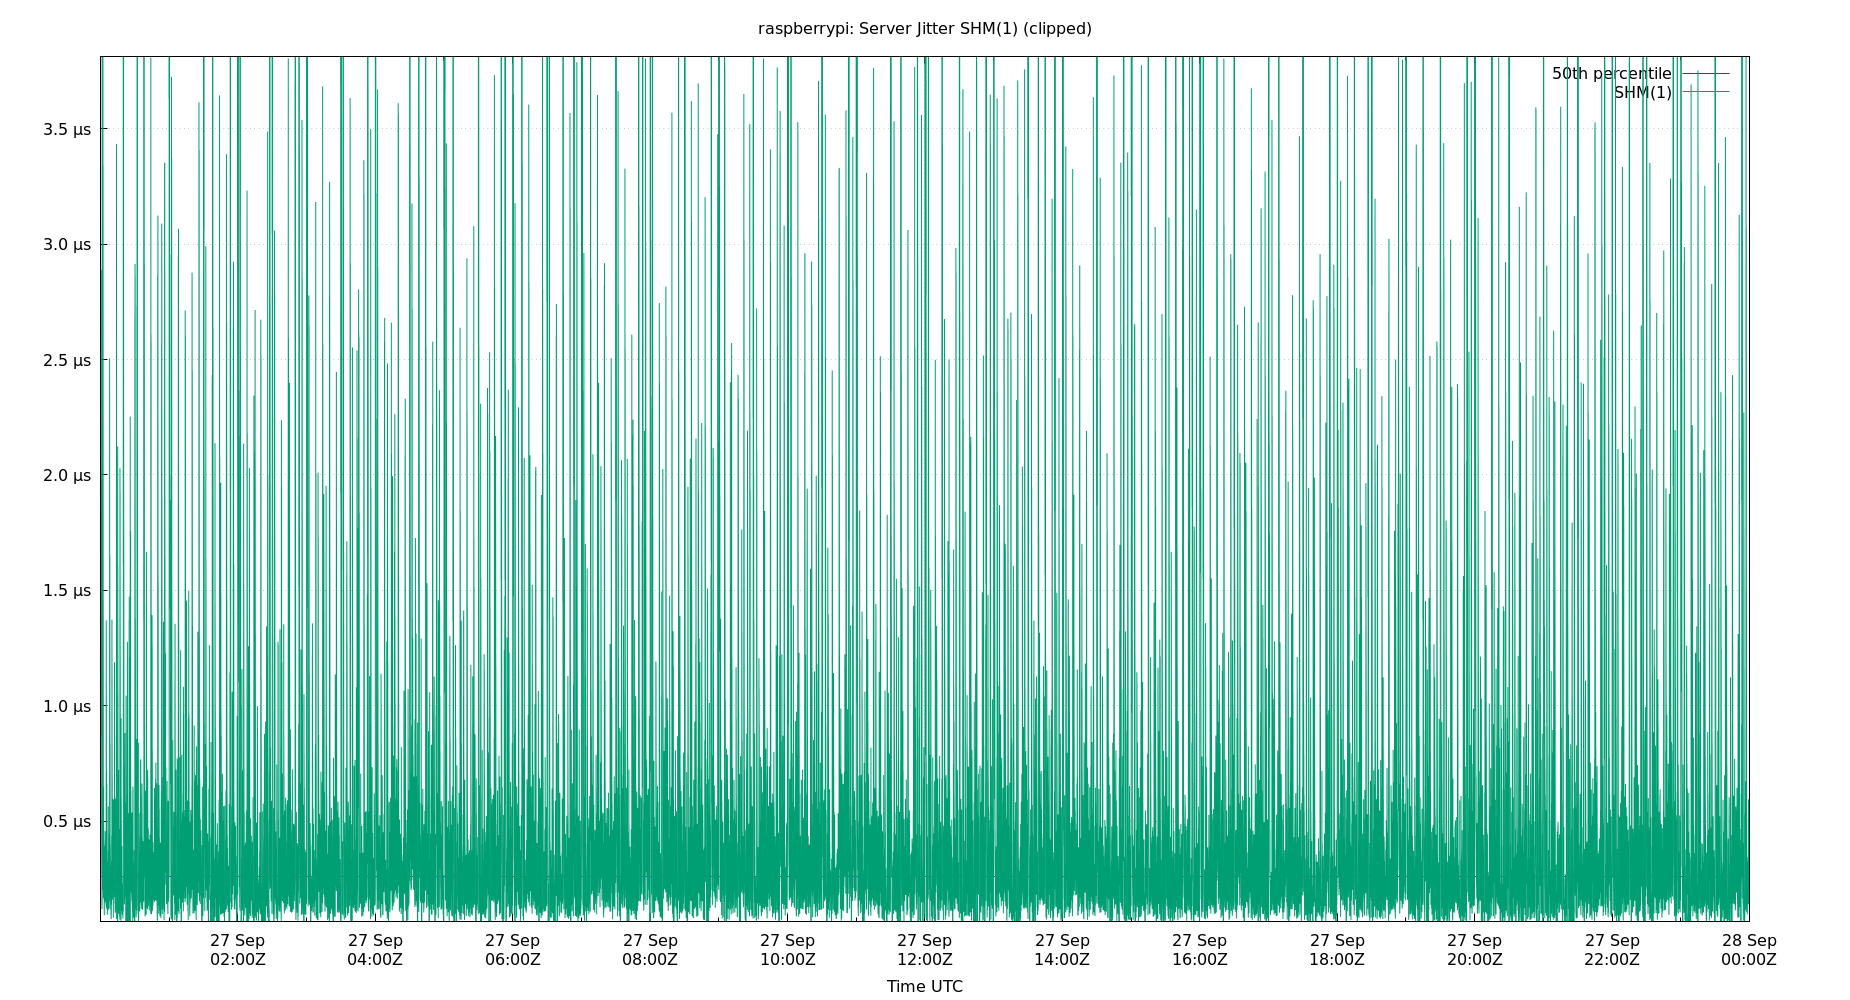 raspberrypi: Server Jitter SHM(1) (clipped)
50th percentile
SHM(1)
3.5 µs
3.0 µs
2.5 µs
2.0 µs
1.5 µs
1.0 µs
0.5 µs
27 Sep 27 Sep 27 Sep 27 Sep 27 Sep 27 Sep 27 Sep 27 Sep 27 Sep 27 Sep 27 Sep 28 Sep
02:00Z 04:00Z 06:00Z 08:00Z 10:00Z 12:00Z 14:00Z 16:00Z 18:00Z 20:00Z 22:00Z 00:00Z
Time UTC